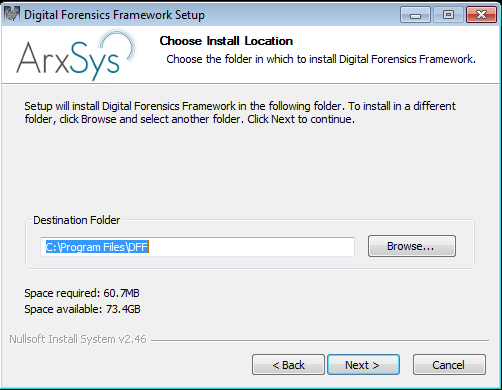 Digital Forensics Framework Setup
ArxSys
Choose Install Location
Choose the folder in which to install Digital Forensics Framework.
Setup will install Digital Forensics Framework in the following folder. To install in a different
folder, click Browse and select another folder. Click Next to continue.
Destination Folder
C:\Program Files\DFF
Browse...
Space required: 60.7MB
Space available: 73.4GB
Nullsoft Install System v2.46
< Back
Next >
Cancel